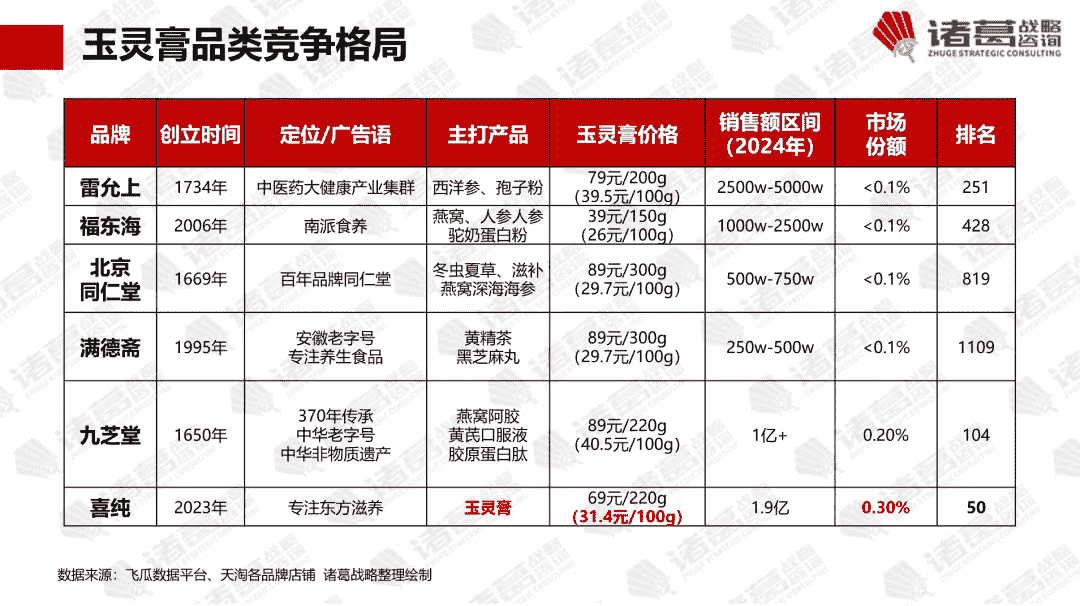 玉灵膏品类竞争格局
诸葛战略咨询
ZHUGE STRATEGIC CONSULTING
品牌 创立时间 定位/广告语 主打产品 玉灵膏价格 销售额区间（2024年） 市场份额 排名
雷允上 1734年 中医药大健康产业集群 西洋参、孢子粉 79元/200g（39.5元/100g） 2500w-5000w <0.1% 251
福东海 2006年 南派食养 燕窝、人参人参驼奶蛋白粉 39元/150g（26元/100g） 1000w-2500w <0.1% 428
北京同仁堂 1669年 百年品牌同仁堂 冬虫夏草、滋补燕窝深海海参 89元/300g（29.7元/100g） 500w-750w <0.1% 819
满德斋 1995年 安徽老字号专注养生食品 黄精茶黑芝麻丸 89元/300g（29.7元/100g） 250w-500w <0.1% 1109
九芝堂 1650年 370年传承中华老字号中华非物质遗产 燕窝阿胶黄芪口服液胶原蛋白肽 89元/220g（40.5元/100g） 1亿+ 0.20% 104
喜纯 2023年 专注东方滋养 玉灵膏 69元/220g（31.4元/100g） 1.9亿 0.30% 50
数据来源：飞瓜数据平台、天淘各品牌店铺 诸葛战略整理绘制